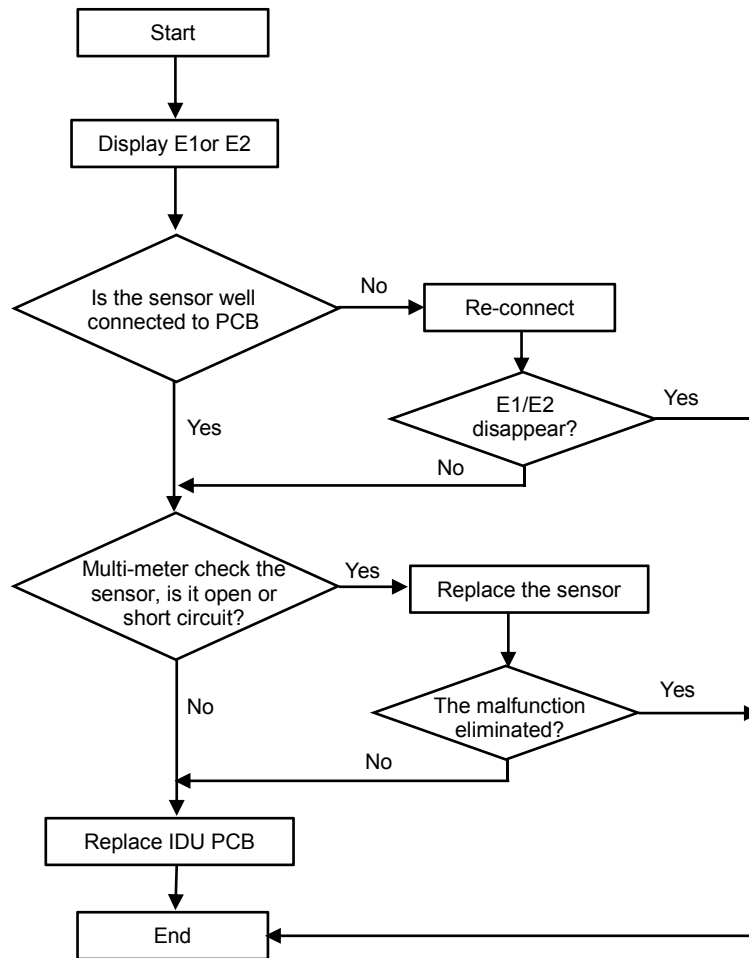 Start
Display E1or E2
Is the sensor well
connected to PCB
No
Re-connect
E1/E2
disappear?
Yes
Yes
No
Multi-meter check the
sensor, is it open or
short circuit?
Yes
Replace the sensor
No
The malfunction
eliminated?
Yes
No
Replace IDU PCB
End